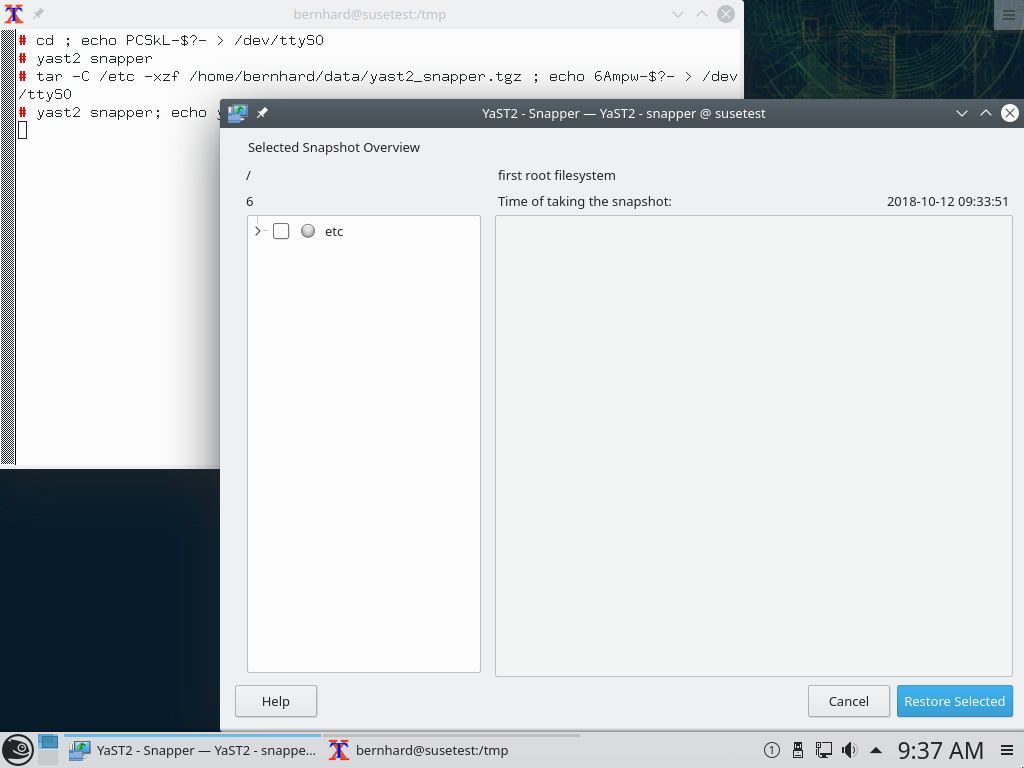 bernhard@susetest:/tmp
# cd ; echo PCSkL-$?- > /dev/ttyS0
# yast2 snapper
# tar -C /etc -xzf /home/bernhard/data/yast2_snapper.tgz ; echo 6Ampw-$?- > /dev
/ttyS0
# yast2 snapper; echo
YaST2 - Snapper — YaST2 - snapper @ susetest
Selected Snapshot Overview
/ first root filesystem
6 Time of taking the snapshot: 2018-10-12 09:33:51
etc
Help Cancel Restore Selected
YaST2 - Snapper — YaST2 - snappe... bernhard@susetest:/tmp 1 9:37 AM